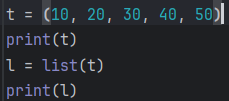 t = (10, 20, 30, 40, 50)
print(t)
l = list(t)
print(l)